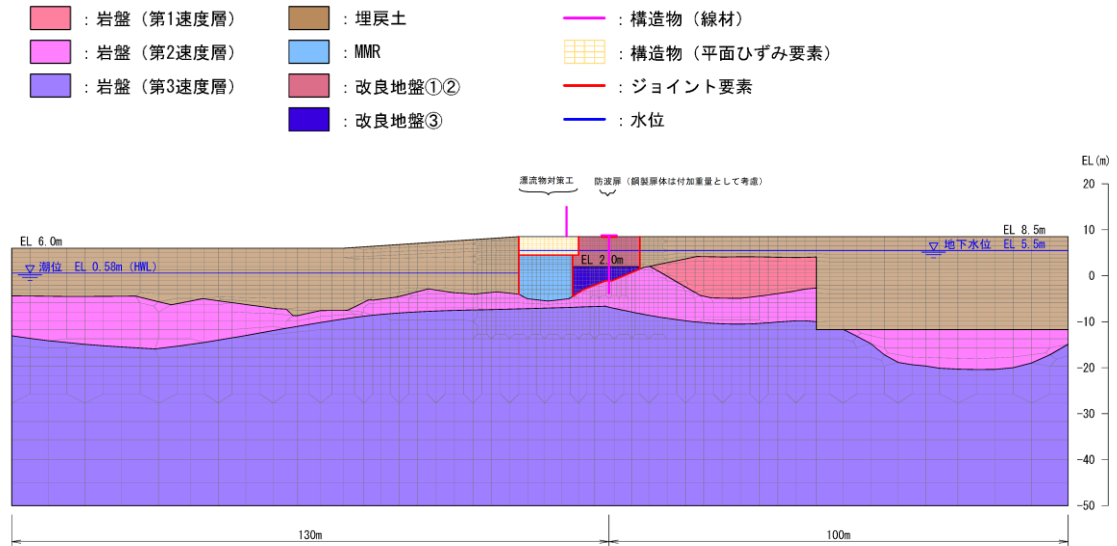 ：岩盤（第1速度層）
：岩盤（第2速度層）
：岩盤（第3速度層）
：埋戻土
：MMR
：改良地盤①②
：改良地盤③
：構造物（線材）
：構造物（平面ひずみ要素）
：ジョイント要素
：水位
EL(m)
漂流物対策工
防波扉（鋼製扉体は付加重量として考慮）
EL 6.0m
EL 8.5m
潮位 EL 0.58m (HWL)
EL 2.0m
地下水位 EL 5.5m
20
10
0
-10
-20
-30
-40
-50
130m
100m